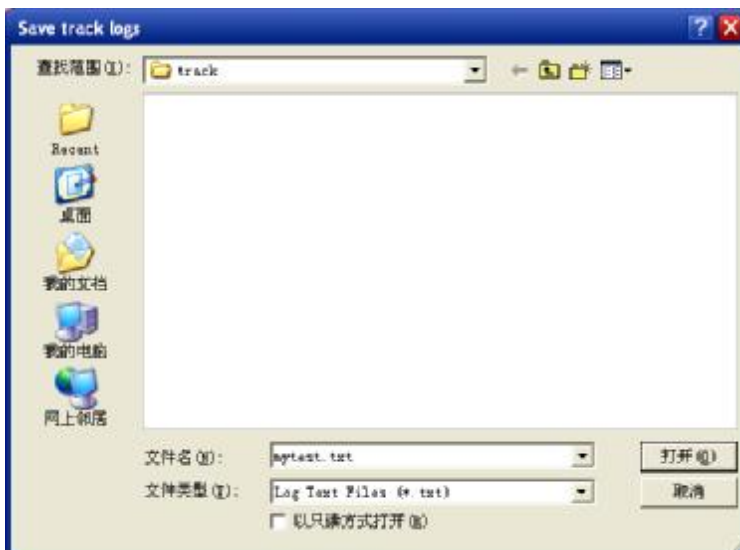 Save track logs
查找范围(I):
track
Recent
桌面
我的文档
我的电脑
网上邻居
文件名(N):
mytest.txt
打开(O)
文件类型(T):
Log Text Files (*.txt)
取消
以只读方式打开(R)